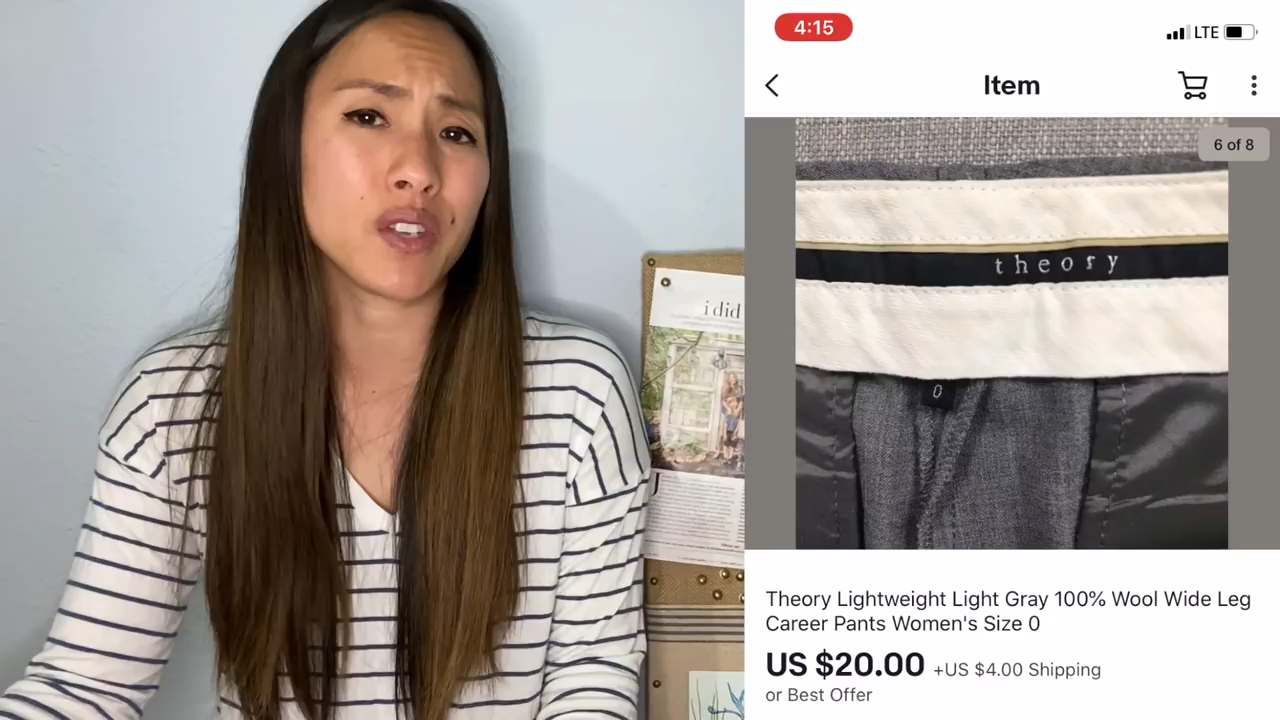 4:15
LTE
Item
6 of 8
theory
0
i did
Theory Lightweight Light Gray 100% Wool Wide Leg
Career Pants Women's Size 0
US $20.00 +US $4.00 Shipping
or Best Offer